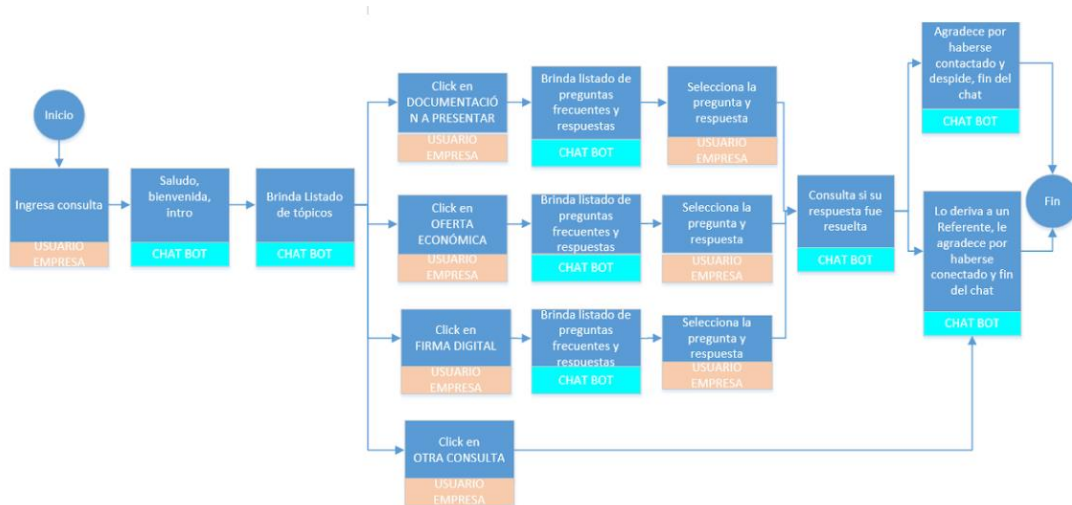 Inicio
Ingresa consulta
USUARIO
EMPRESA
Saludo,
bienvenida,
intro
CHAT BOT
Brinda Listado
de tópicos
CHAT BOT
Click en
DOCUMENTACIÓ
N A PRESENTAR
USUARIO
EMPRESA
Brinda listado de
preguntas
frecuentes y
respuestas
CHAT BOT
Selecciona la
pregunta y
respuesta
USUARIO
EMPRESA
Click en
OFERTA
ECONÓMICA
USUARIO
EMPRESA
Brinda listado de
preguntas
frecuentes y
respuestas
CHAT BOT
Selecciona la
pregunta y
respuesta
USUARIO
EMPRESA
Click en
FIRMA DIGITAL
USUARIO
EMPRESA
Brinda listado de
preguntas
frecuentes y
respuestas
CHAT BOT
Selecciona la
pregunta y
respuesta
USUARIO
EMPRESA
Click en
OTRA CONSULTA
USUARIO
EMPRESA
Consulta si su
respuesta fue
resuelta
CHAT BOT
Agradece por
haberse
contactado y
despide, fin del
chat
CHAT BOT
Lo deriva a un
Referente, le
agradece por
haberse
conectado y fin
del chat
CHAT BOT
Fin